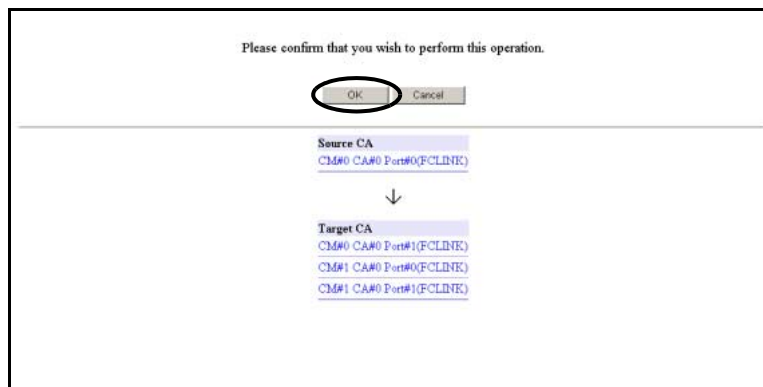 Please confirm that you wish to perform this operation.
OK Cancel
Source CA
CM#0 CA#0 Port#0(FCLINK)
↓
Target CA
CM#0 CA#0 Port#1(FCLINK)
CM#1 CA#0 Port#0(FCLINK)
CM#1 CA#0 Port#1(FCLINK)